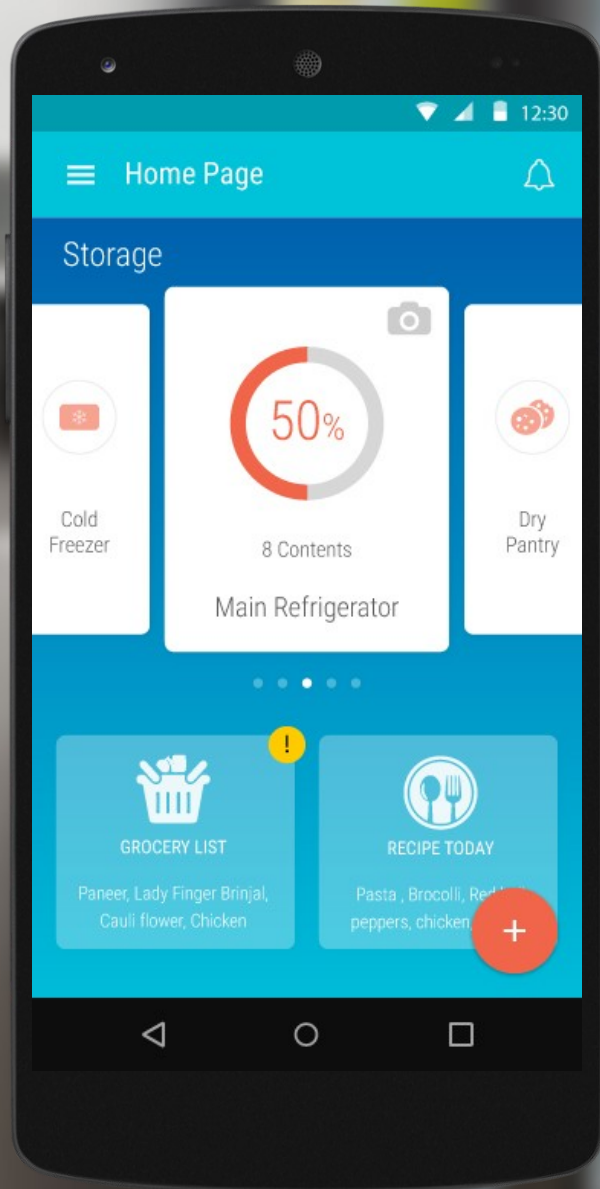 12:30
Home Page
Storage
Cold
Freezer
50%
8 Contents
Main Refrigerator
Dry
Pantry
!
GROCERY LIST
Paneer, Lady Finger Brinjal,
Cauli flower, Chicken
RECIPE TODAY
Pasta , Brocolli,
peppers, chicken
+